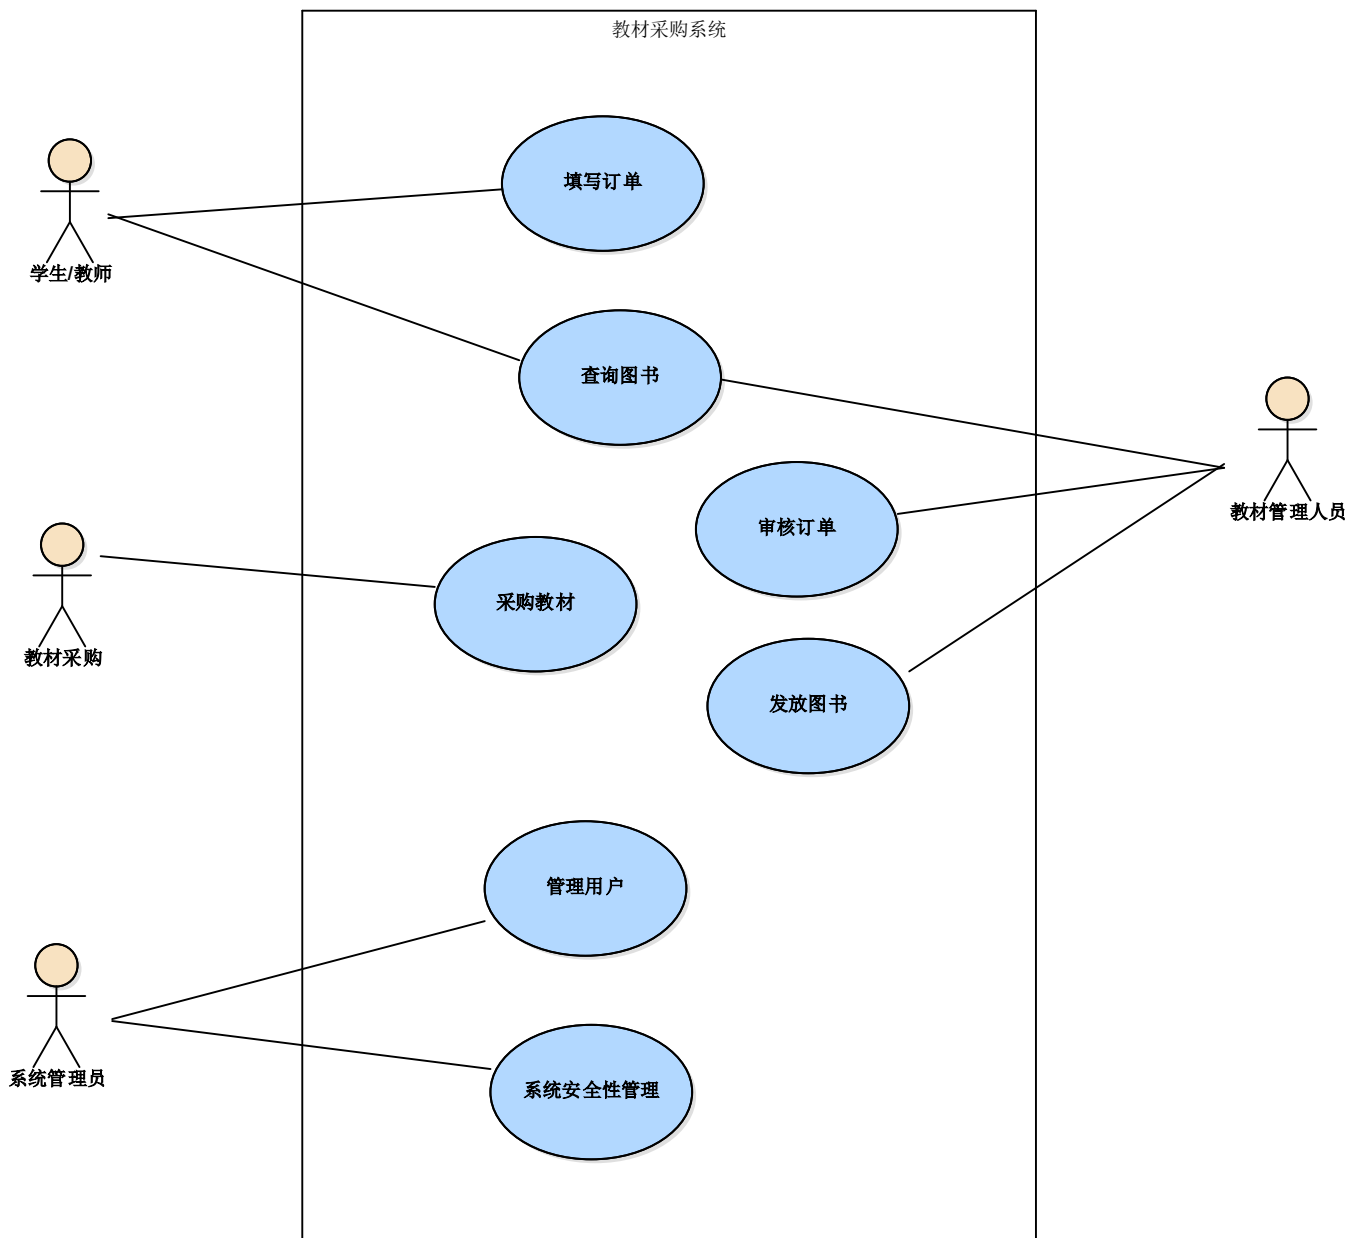 教材采购系统
填写订单
学生/教师
查询图书
教材管理人员
审核订单
采购教材
教材采购
发放图书
管理用户
系统管理员
系统安全性管理